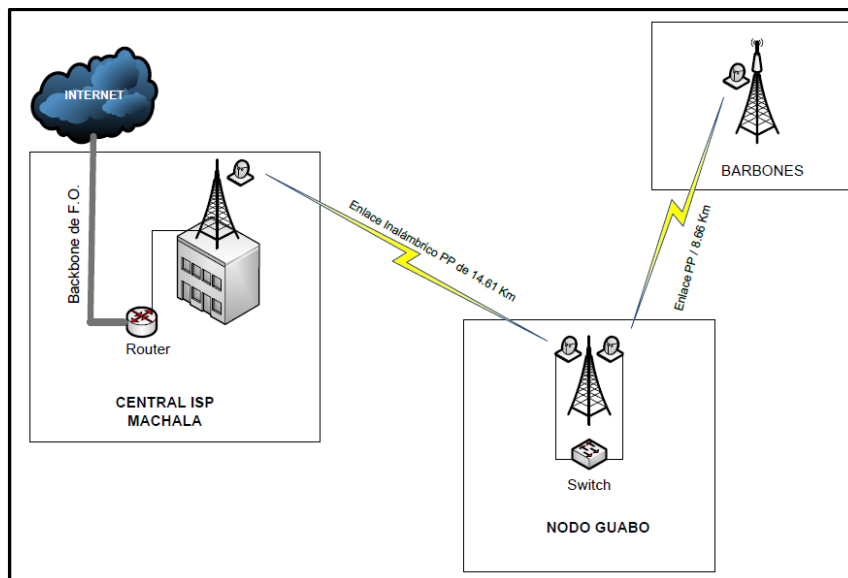 INTERNET
Backbone de F.O.
Router
CENTRAL ISP
MACHALA
Enlace Inalámbrico PP de 14.61 Km
BARBONES
Enlace PP / 8.66 Km
Switch
NODO GUABO